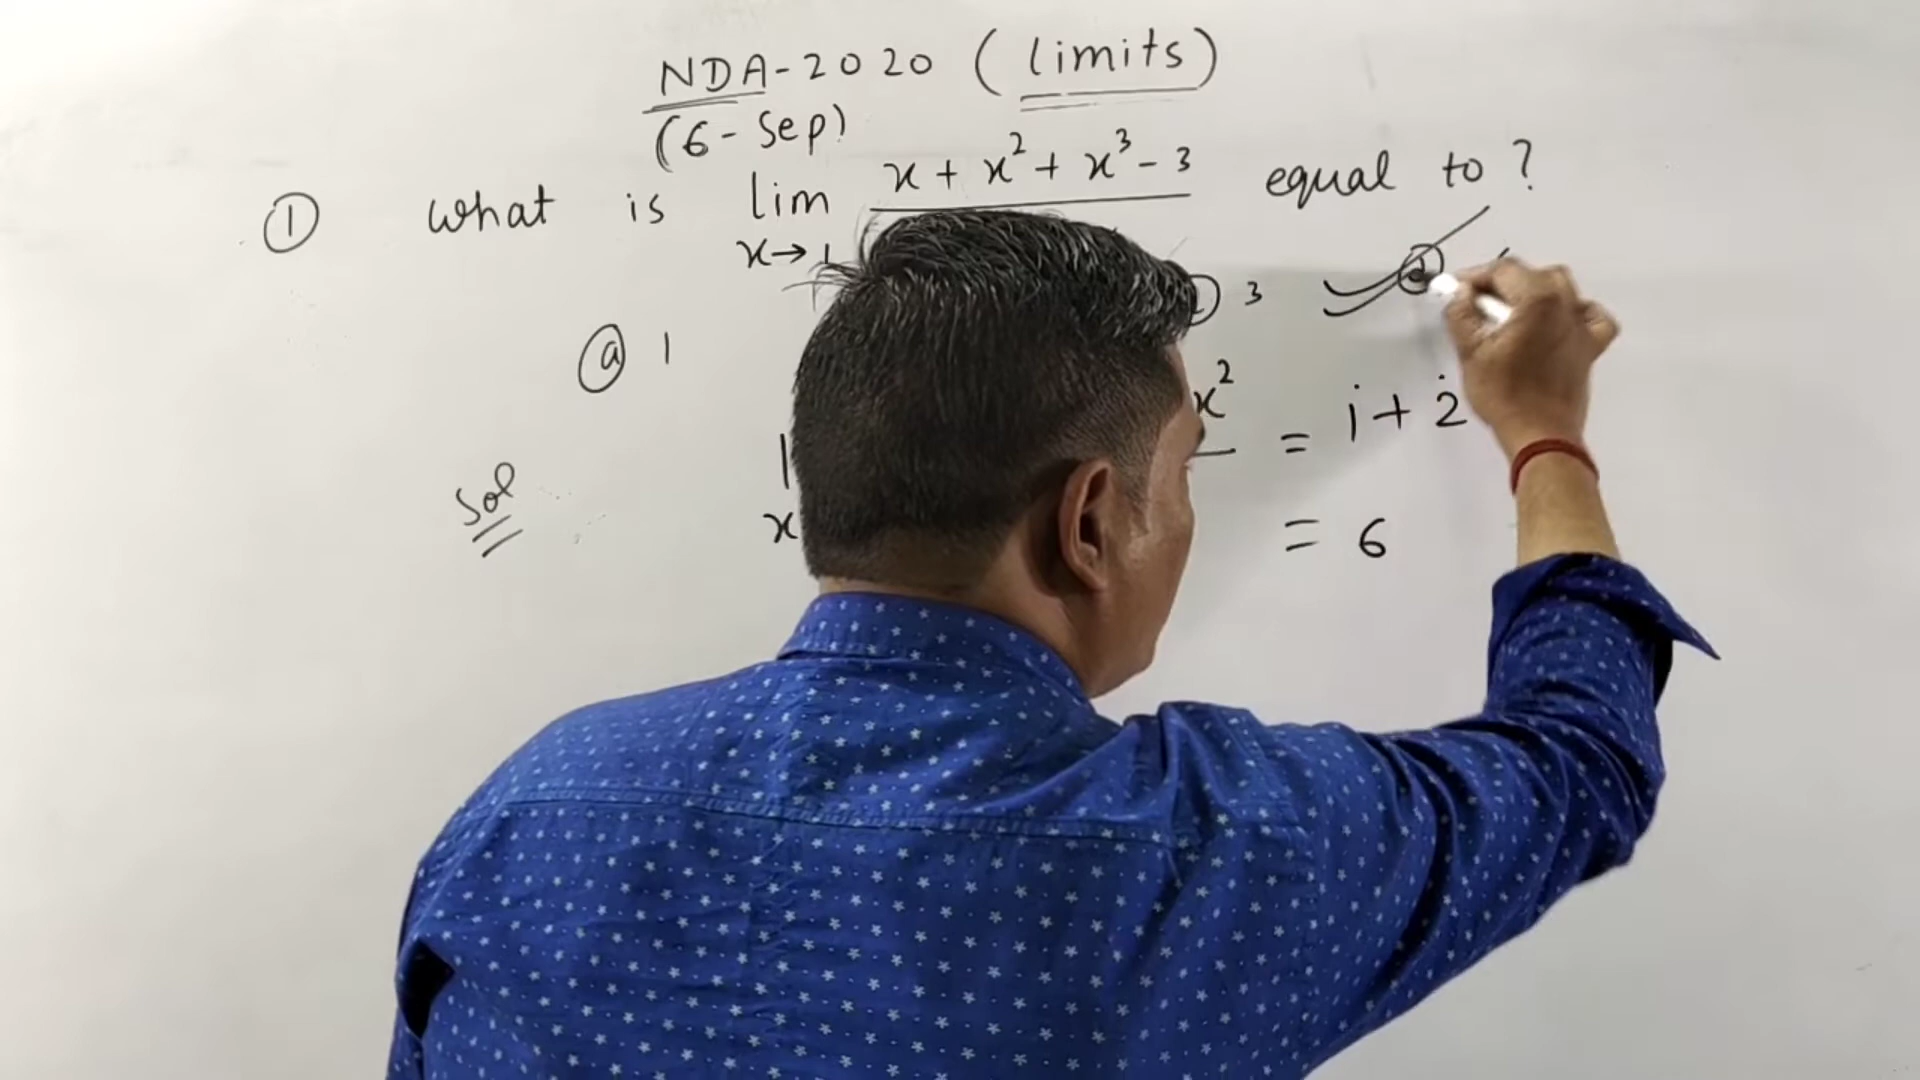 NDA-2020 (limits)
(6-Sep)
① What is lim x + x² + x³ - 3 equal to ?
x→1
ⓐ 1 3 ⓓ
x² = 1 + 2
Sol x = 6